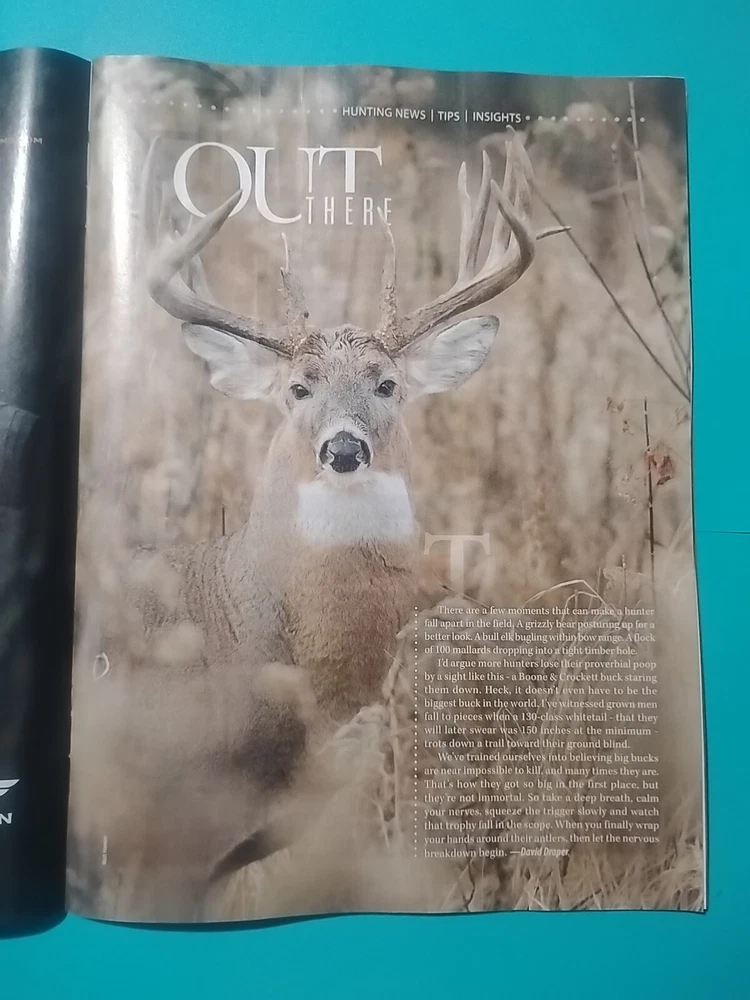 HUNTING NEWS | TIPS | INSIGHTS
OUT
THERE
T
There are a few moments that can make a hunter
fall apart in the field. A grizzly bear posturing up for a
better look. A bull elk bugling within bow range. A flock
of 100 mallards dropping into a tight timber hole.
I'd argue more hunters lose their proverbial poop
by a sight like this - a Boone & Crockett buck staring
them down. Heck, it doesn't even have to be the
biggest buck in the world. I've witnessed grown men
fall to pieces when a 130-class whitetail - that they
will later swear was 150 inches at the minimum -
trots down a trail toward their ground blind.
We've trained ourselves into believing big bucks
are near impossible to kill, and many times they are.
That's how they got so big in the first place, but
they're not immortal. So take a deep breath, calm
your nerves, squeeze the trigger slowly and watch
that trophy fall in the scope. When you finally wrap
your hands around their antlers, then let the nervous
breakdown begin. —David Draper
N